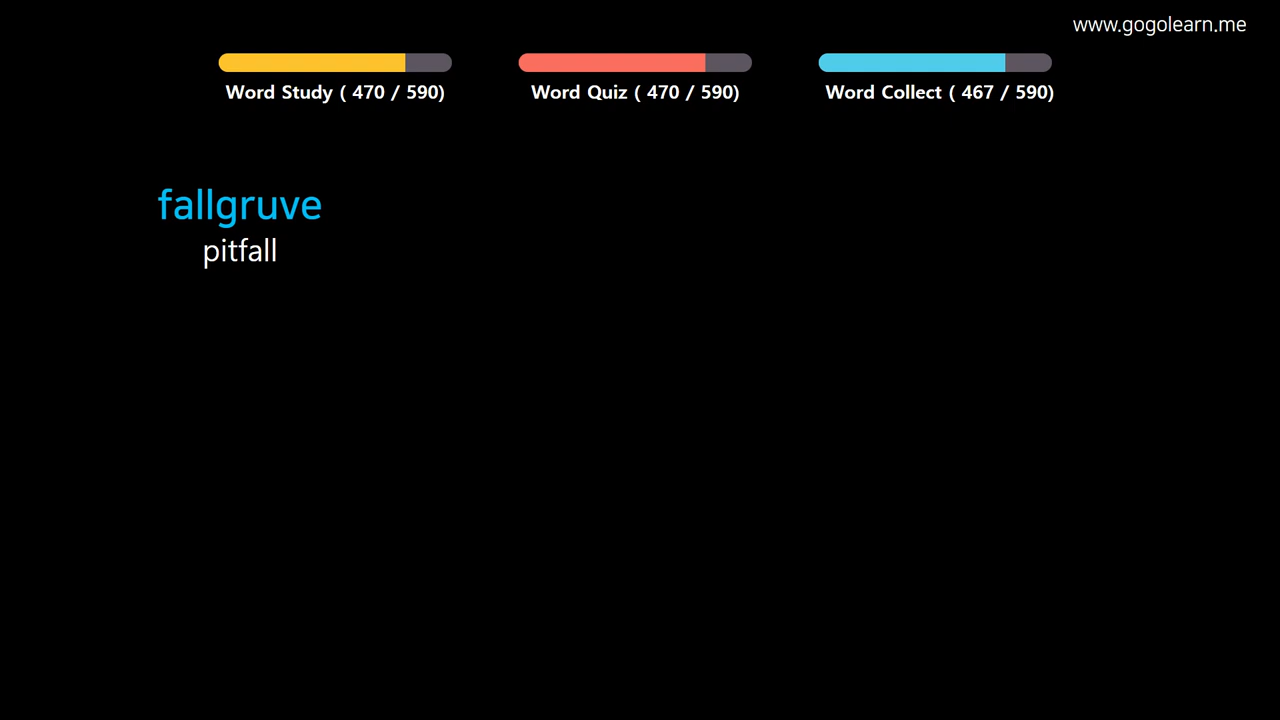 www.gogolearn.me
Word Study ( 470 / 590)
Word Quiz ( 470 / 590)
Word Collect ( 467 / 590)
fallgruve
pitfall